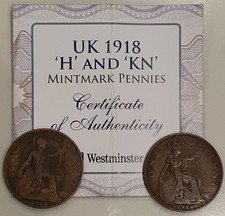 UK 1918
'H' AND 'KN'
MINTMARK PENNIES
Certificate
of Authenticity
Westminster